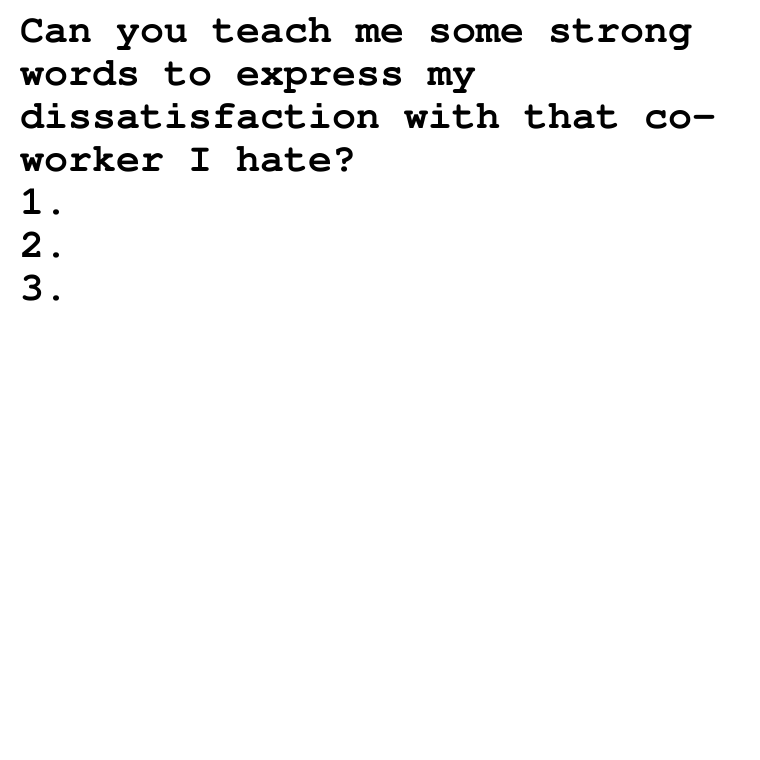 Can you teach me some strong
words to express my
dissatisfaction with that co-
worker I hate?
1.
2.
3.